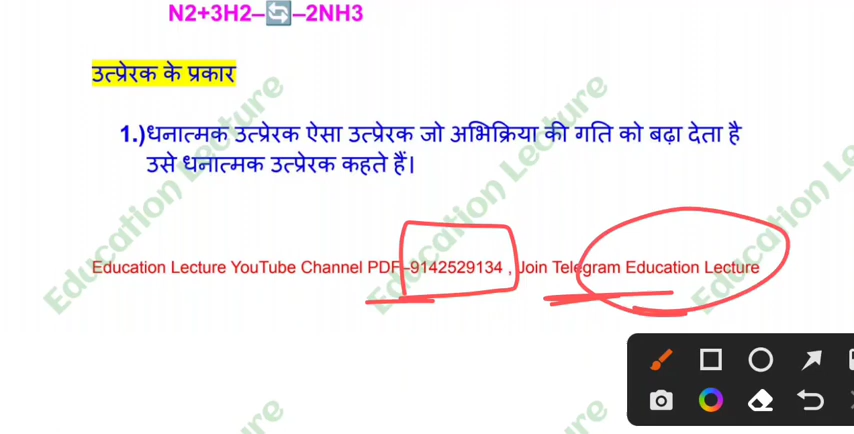 N2+3H2–🔄–2NH3
उत्प्रेरक के प्रकार
1.)धनात्मक उत्प्रेरक ऐसा उत्प्रेरक जो अभिक्रिया की गति को बढ़ा देता है
उसे धनात्मक उत्प्रेरक कहते हैं।
Education Lecture YouTube Channel PDF–9142529134 , Join Telegram Education Lecture
Education Lecture
Education Lecture
Education Lecture